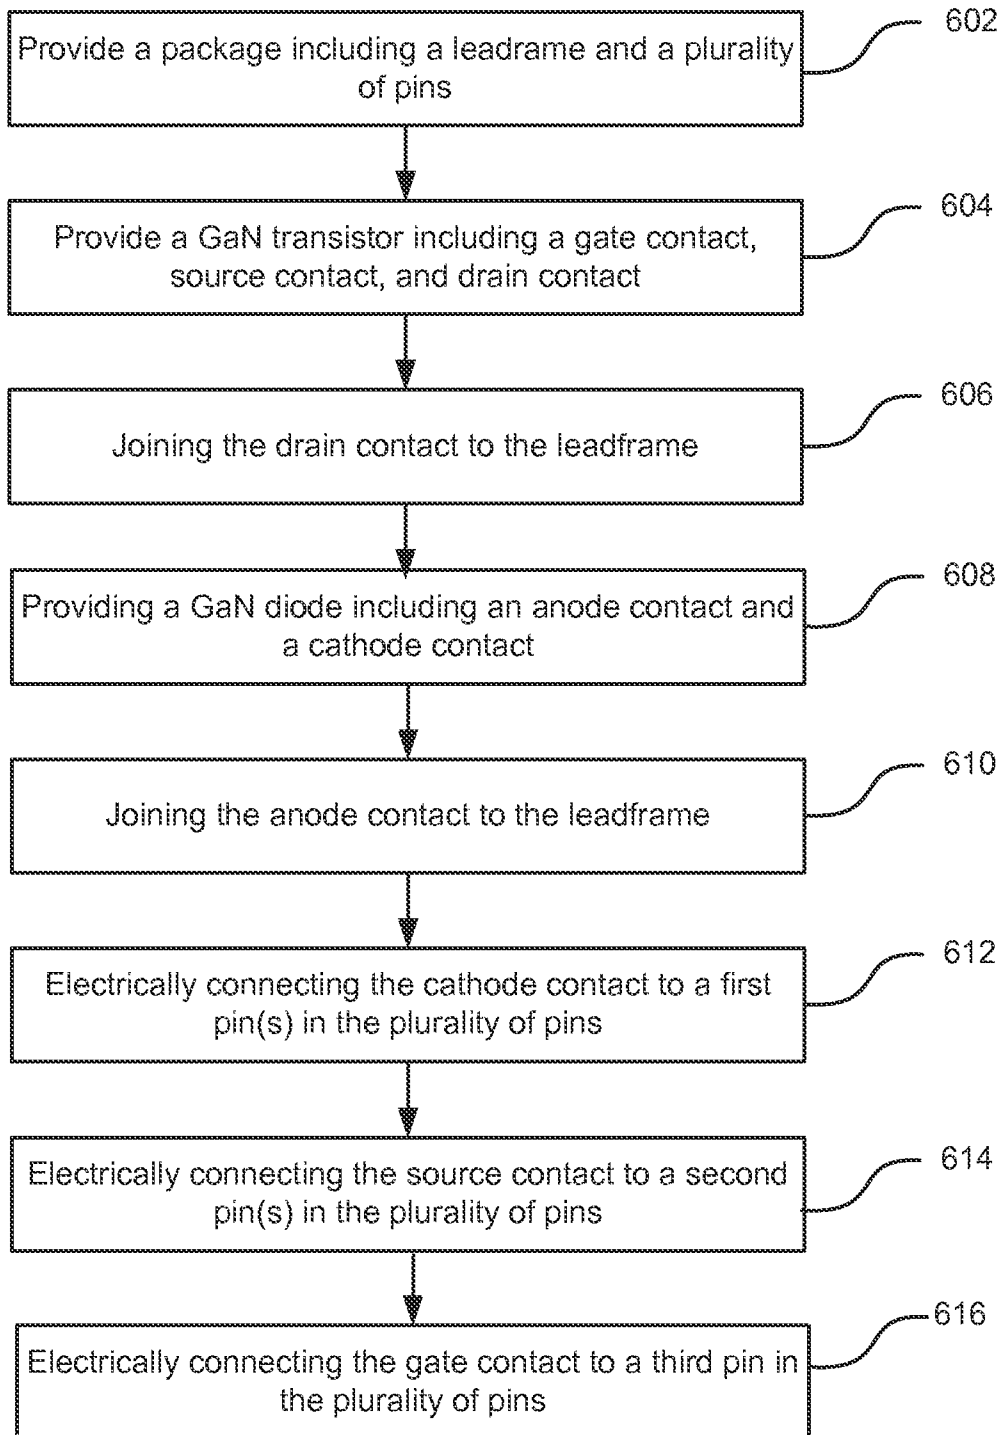 602
Provide a package including a leadrame and a plurality
of pins
604
Provide a GaN transistor including a gate contact,
source contact, and drain contact
606
Joining the drain contact to the leadframe
608
Providing a GaN diode including an anode contact and
a cathode contact
610
Joining the anode contact to the leadframe
612
Electrically connecting the cathode contact to a first
pin(s) in the plurality of pins
614
Electrically connecting the source contact to a second
pin(s) in the plurality of pins
616
Electrically connecting the gate contact to a third pin in
the plurality of pins